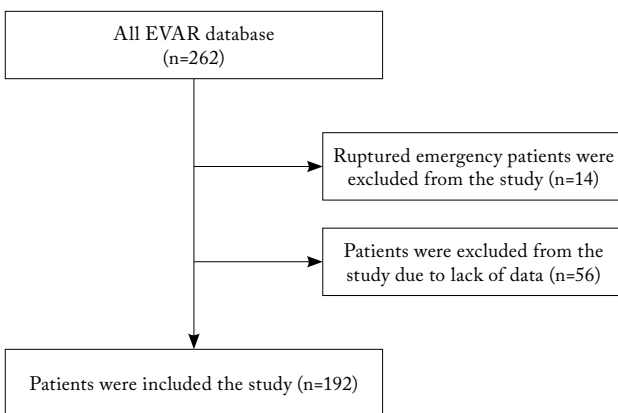 All EVAR database
(n=262)
Ruptured emergency patients were
excluded from the study (n=14)
Patients were excluded from the
study due to lack of data (n=56)
Patients were included the study (n=192)